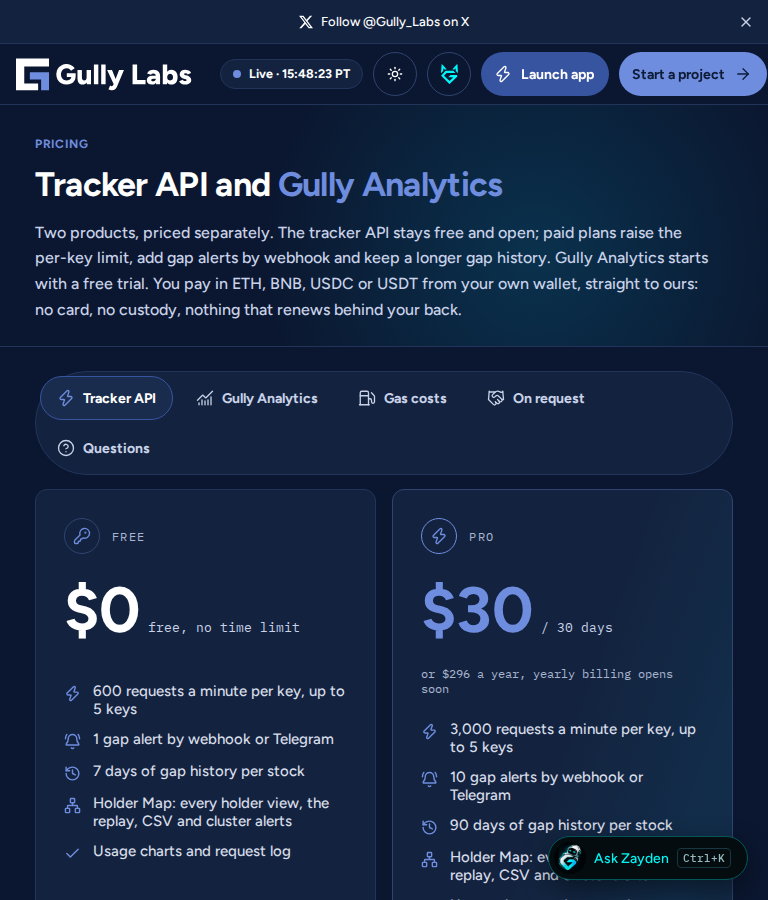 Follow @Gully_Labs on X
Gully Labs
Live · 15:48:23 PT
Launch app
Start a project
PRICING
Tracker API and Gully Analytics
Two products, priced separately. The tracker API stays free and open; paid plans raise the
per-key limit, add gap alerts by webhook and keep a longer gap history. Gully Analytics starts
with a free trial. You pay in ETH, BNB, USDC or USDT from your own wallet, straight to ours:
no card, no custody, nothing that renews behind your back.
Tracker API
Gully Analytics
Gas costs
On request
Questions
FREE
$0 free, no time limit
600 requests a minute per key, up to
5 keys
1 gap alert by webhook or Telegram
7 days of gap history per stock
Holder Map: every holder view, the
replay, CSV and cluster alerts
Usage charts and request log
PRO
$30 / 30 days
or $296 a year, yearly billing opens
soon
3,000 requests a minute per key, up
to 5 keys
10 gap alerts by webhook or
Telegram
90 days of gap history per stock
Holder Map:
replay, CSV and
Ask Zayden Ctrl+K